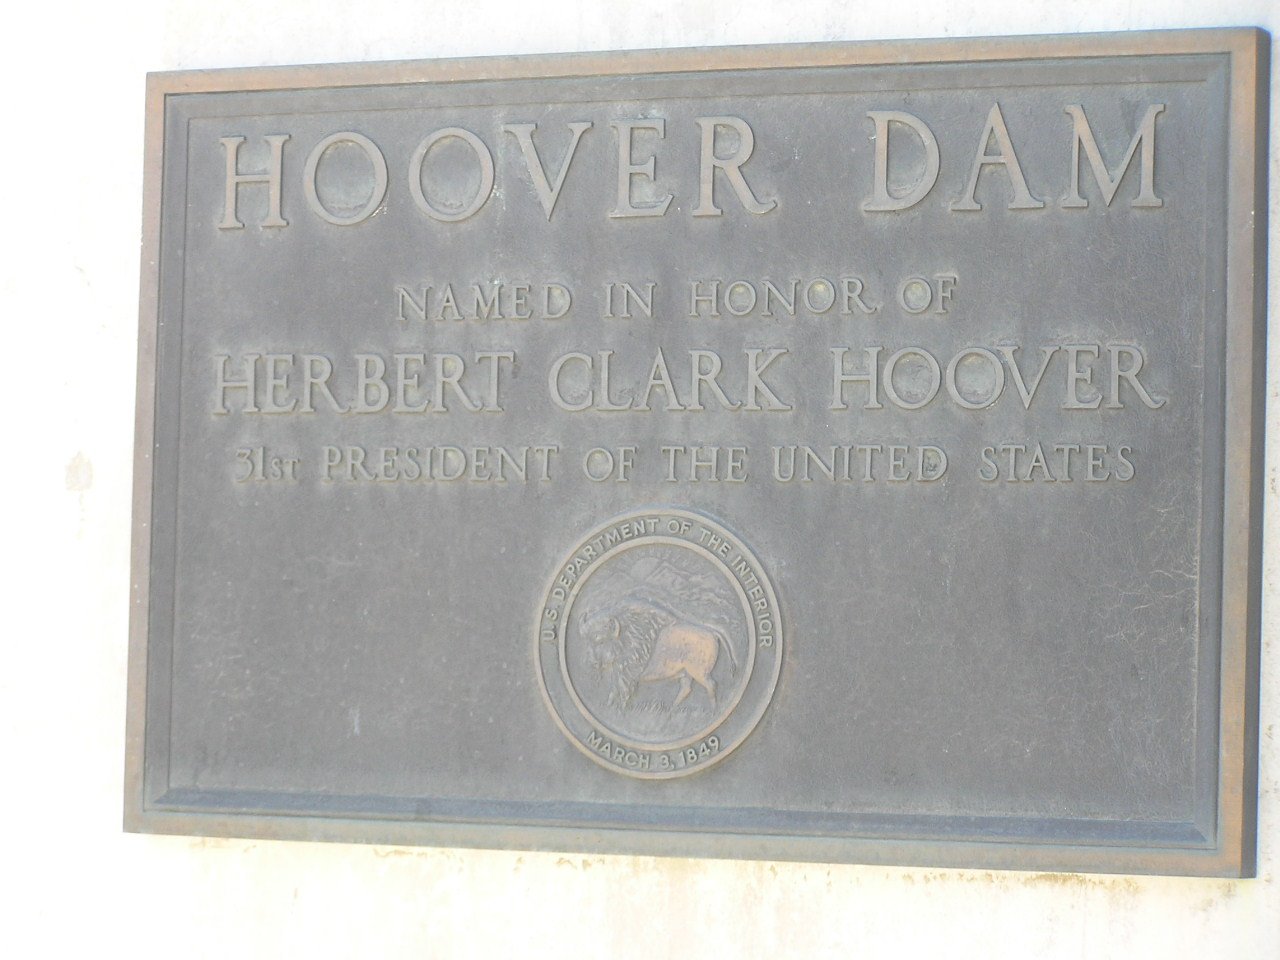 HOOVER DAM
NAMED IN HONOR OF
HERBERT CLARK HOOVER
31ST PRESIDENT OF THE UNITED STATES
U.S. DEPARTMENT OF THE INTERIOR
MARCH 3, 1849